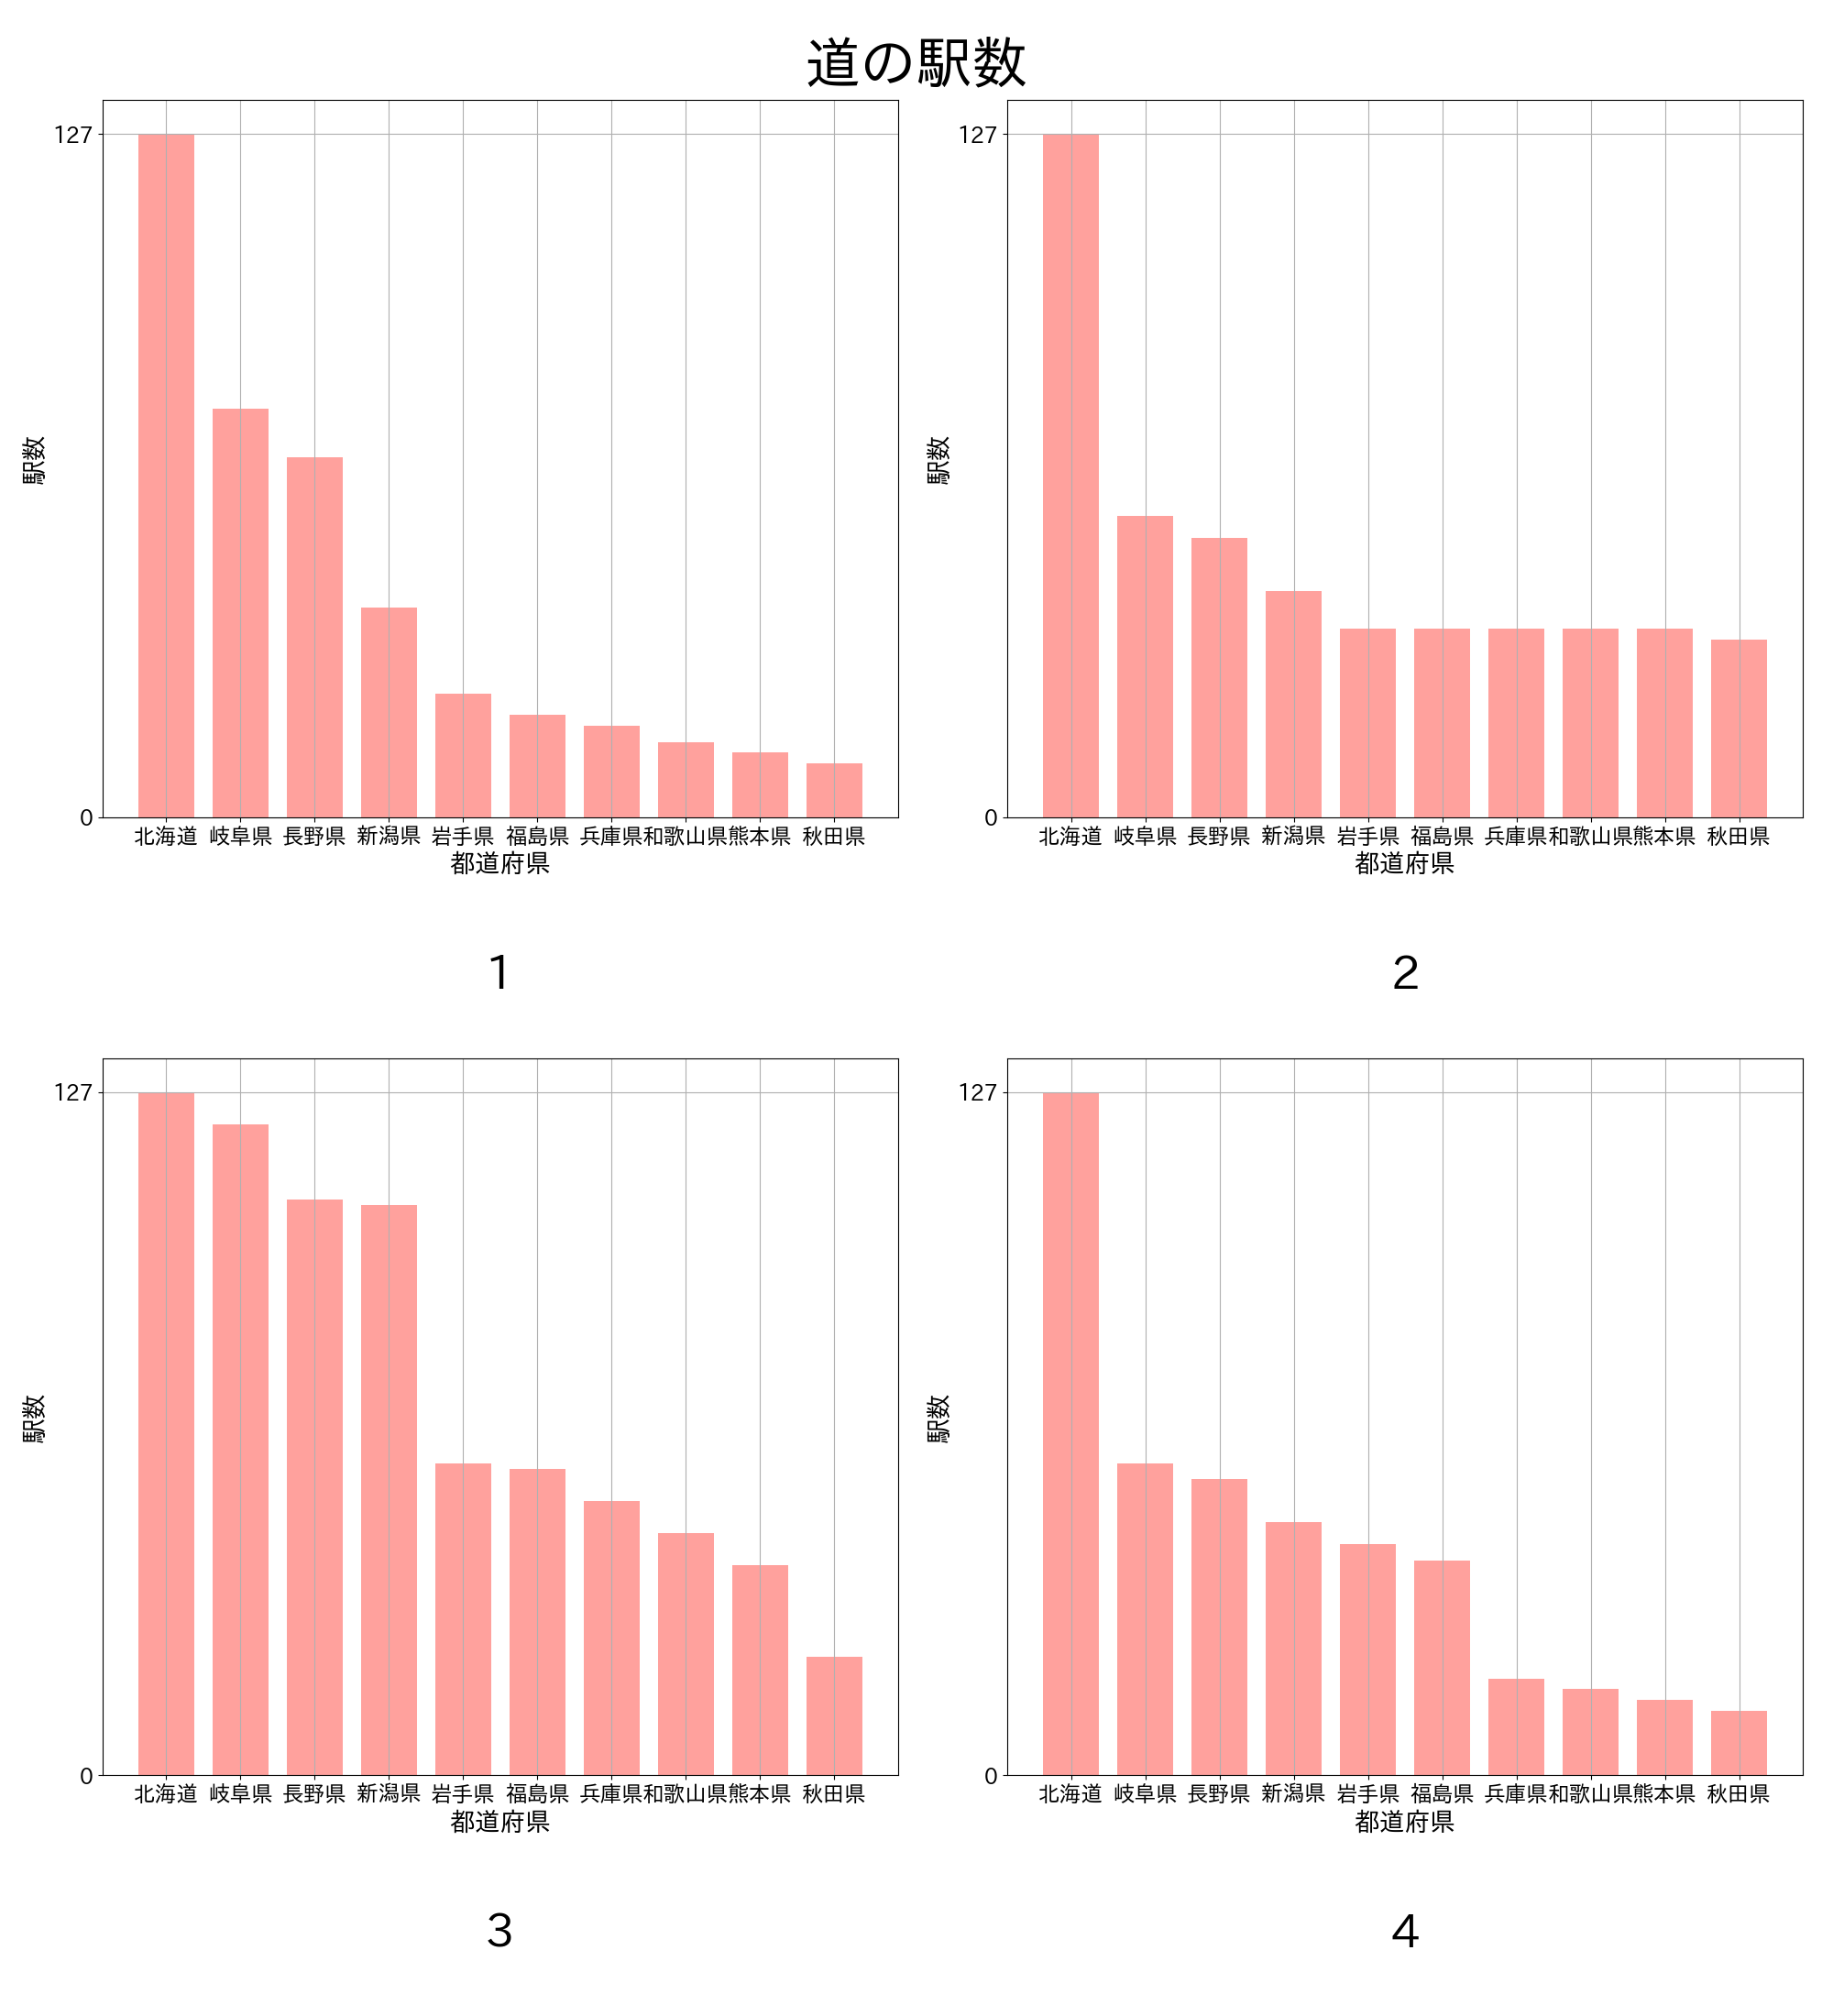 道の駅数
127
0
駅数
北海道 岐阜県 長野県 新潟県 岩手県 福島県 兵庫県 和歌山県 熊本県 秋田県
都道府県
1
127
0
駅数
北海道 岐阜県 長野県 新潟県 岩手県 福島県 兵庫県 和歌山県 熊本県 秋田県
都道府県
2
127
0
駅数
北海道 岐阜県 長野県 新潟県 岩手県 福島県 兵庫県 和歌山県 熊本県 秋田県
都道府県
3
127
0
駅数
北海道 岐阜県 長野県 新潟県 岩手県 福島県 兵庫県 和歌山県 熊本県 秋田県
都道府県
4